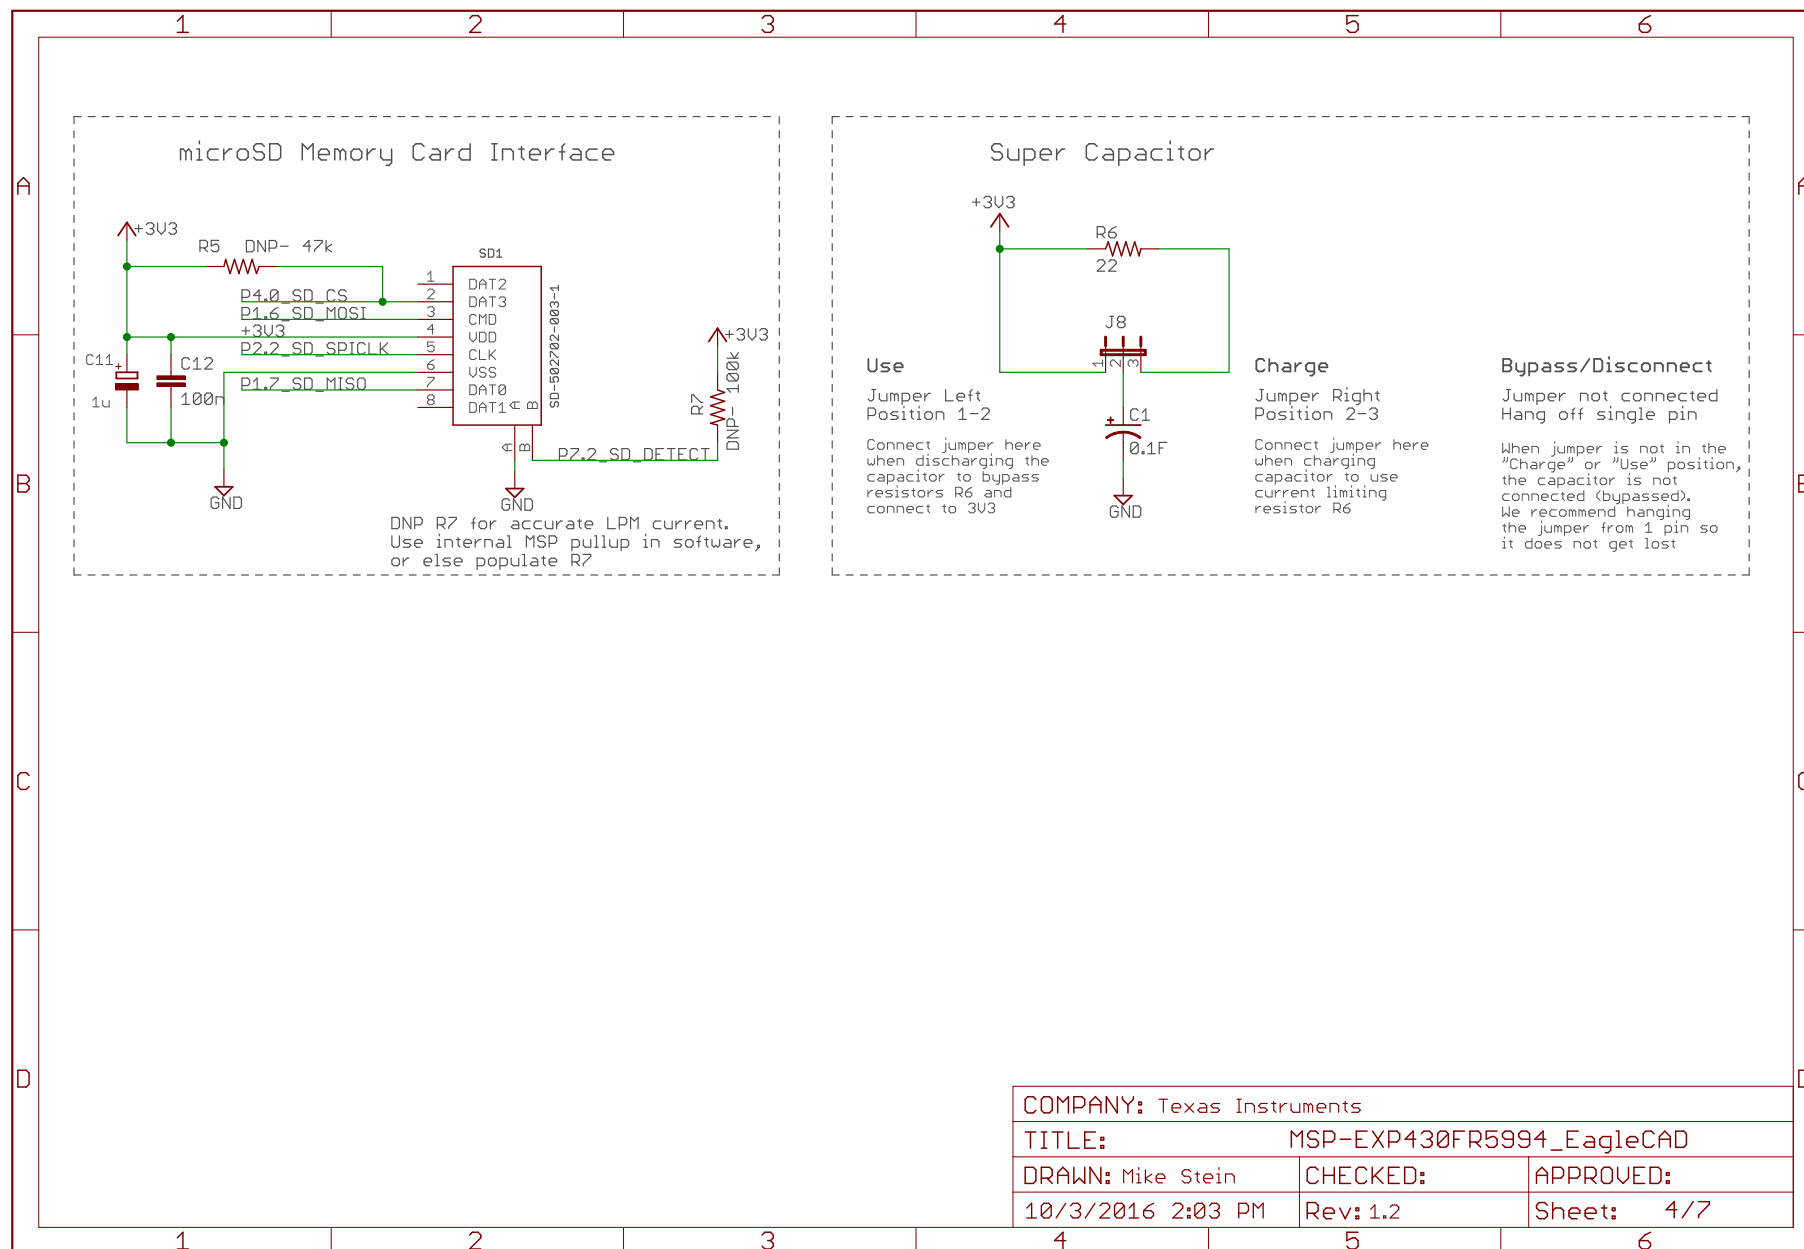 1 2 3 4 5 6
A
B
C
D
microSD Memory Card Interface
+3V3
R5 DNP- 47k
P4.0_SD_CS
P1.6_SD_MOSI
+3V3
P2.2_SD_SPICLK
P1.7_SD_MISO
C11
+
1u
C12
100n
GND
SD1
1 DAT2
2 DAT3
3 CMD
4 VDD
5 CLK
6 VSS
7 DAT0
8 DAT1
A B
A B
SD-502702-003-1
GND
P7.2_SD_DETECT
+3V3
R7
DNP- 100k
DNP R7 for accurate LPM current.
Use internal MSP pullup in software,
or else populate R7
Super Capacitor
+3V3
R6
22
J8
1 2 3
+
C1
0.1F
GND
Use
Jumper Left
Position 1-2
Connect jumper here
when discharging the
capacitor to bypass
resistors R6 and
connect to 3V3
Charge
Jumper Right
Position 2-3
Connect jumper here
when charging
capacitor to use
current limiting
resistor R6
Bypass/Disconnect
Jumper not connected
Hang off single pin
When jumper is not in the
"Charge" or "Use" position,
the capacitor is not
connected (bypassed).
We recommend hanging
the jumper from 1 pin so
it does not get lost
COMPANY: Texas Instruments
TITLE: MSP-EXP430FR5994_EagleCAD
DRAWN: Mike Stein CHECKED: APPROVED:
10/3/2016 2:03 PM Rev: 1.2 Sheet: 4/7
1 2 3 4 5 6